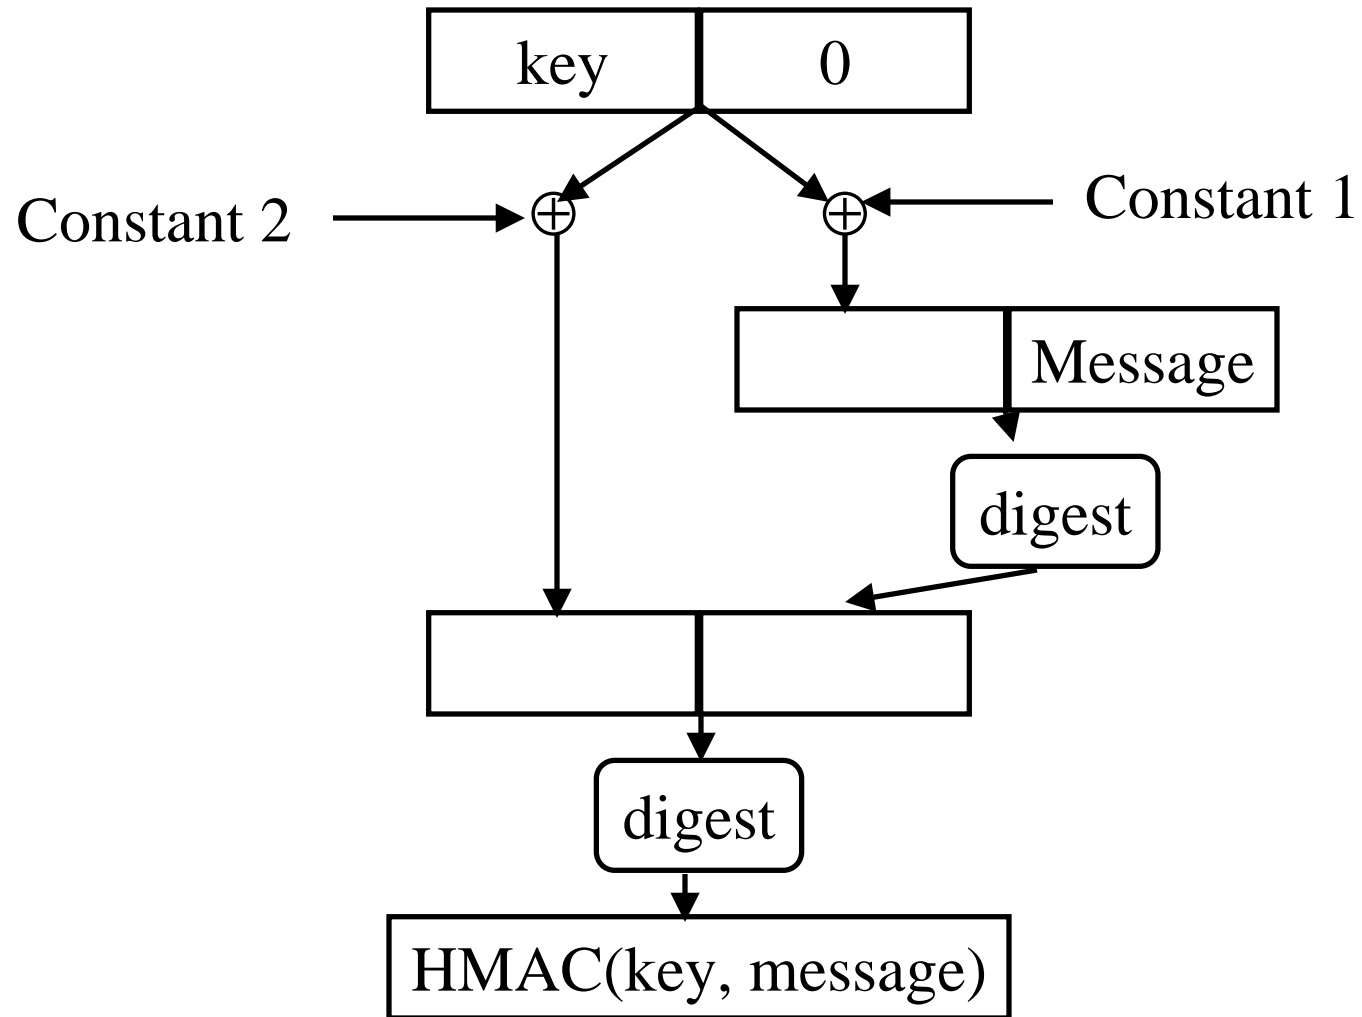 key 0
Constant 2
Constant 1
Message
digest
digest
HMAC(key, message)